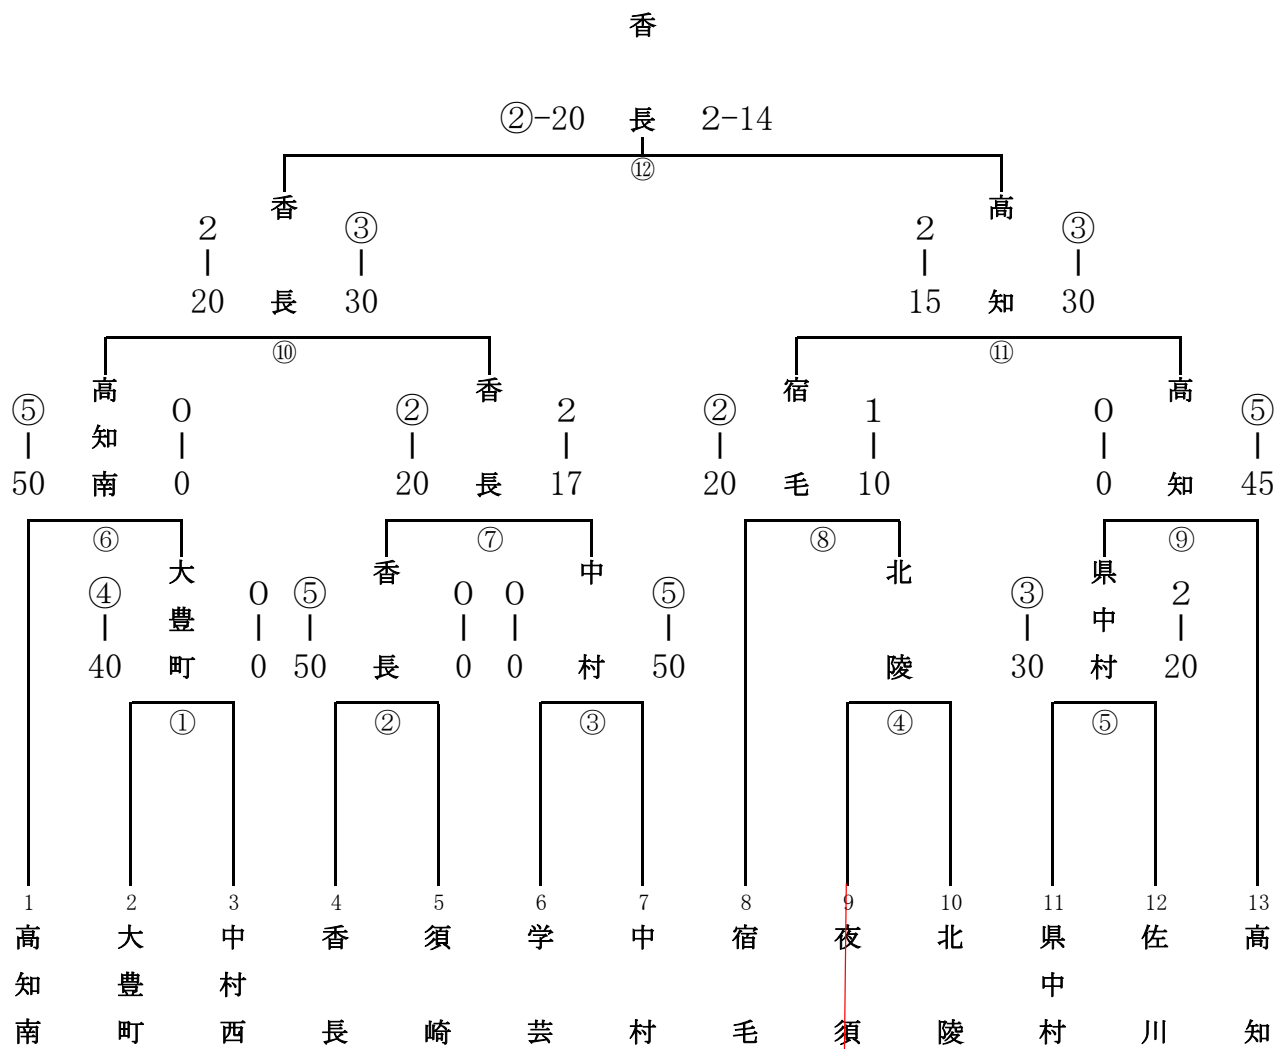 香長
②-20 2-14
⑫
香長 高知
2-20 ③-30 2-15 ③-30
⑩ ⑪
高知南 香長 宿毛 高知
⑤-50 0-0 ②-20 2-17 ②-20 1-10 0-0 ⑤-45
⑥ ⑦ ⑧ ⑨
大豊町 香長 中村 北陵 県中村
④-40 0-0 ⑤-50 0-0 0-0 ⑤-50 ③-30 2-20
① ② ③ ④ ⑤
1 2 3 4 5 6 7 8 9 10 11 12 13
高知南 大豊町 中村西 香長 須崎 学芸 中村 宿毛 夜須 北陵 県中村 佐川 高知